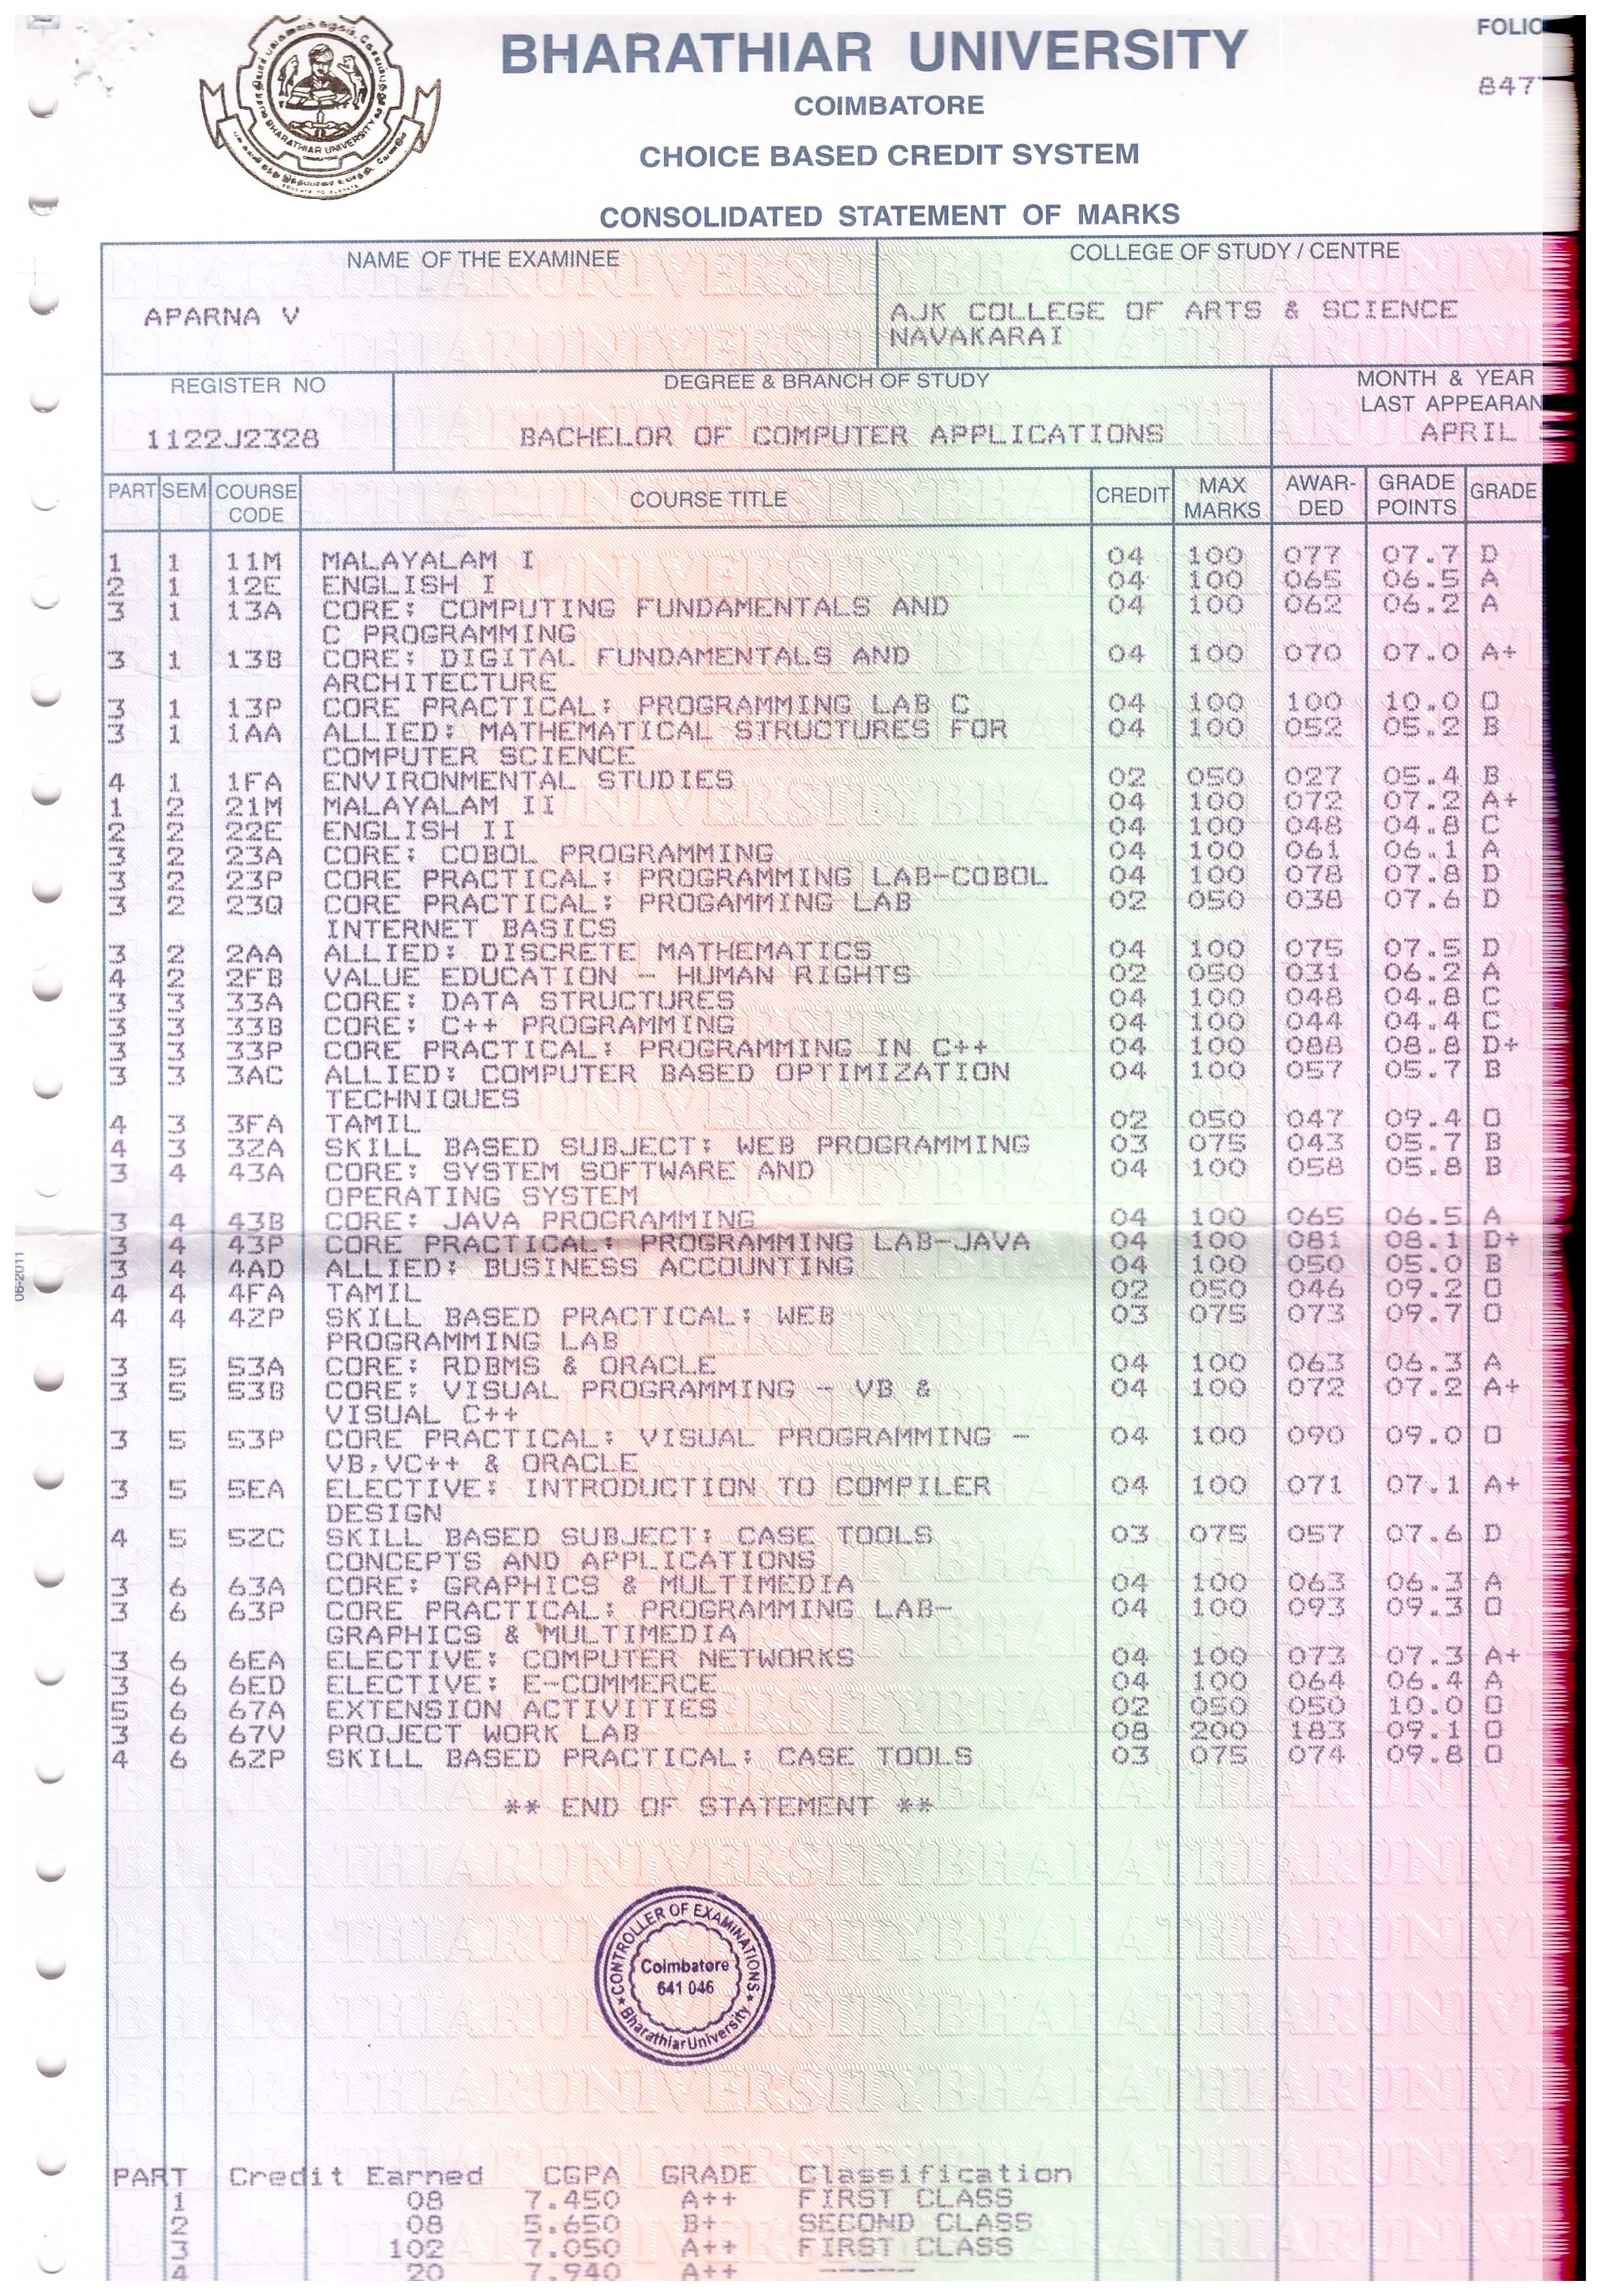 FOLIO
BHARATHIAR UNIVERSITY
847
COIMBATORE
CHOICE BASED CREDIT SYSTEM
CONSOLIDATED STATEMENT OF MARKS
BHARATHIAR UNIVERSITY
EDUCATE TO ELEVATE
NAME OF THE EXAMINEE COLLEGE OF STUDY / CENTRE
APARNA V AJK COLLEGE OF ARTS & SCIENCE
NAVAKARAI
REGISTER NO DEGREE & BRANCH OF STUDY MONTH & YEAR
LAST APPEARAN
1122J2328 BACHELOR OF COMPUTER APPLICATIONS APRIL
PART SEM COURSE CODE COURSE TITLE CREDIT MAX MARKS AWAR-DED GRADE POINTS GRADE
1 1 11M MALAYALAM I 04 100 077 07.7 D
2 1 12E ENGLISH I 04 100 065 06.5 A
3 1 13A CORE: COMPUTING FUNDAMENTALS AND 04 100 062 06.2 A
C PROGRAMMING
3 1 13B CORE: DIGITAL FUNDAMENTALS AND 04 100 070 07.0 A+
ARCHITECTURE
3 1 13P CORE PRACTICAL: PROGRAMMING LAB C 04 100 100 10.0 O
3 1 1AA ALLIED: MATHEMATICAL STRUCTURES FOR 04 100 052 05.2 B
COMPUTER SCIENCE
4 1 1FA ENVIRONMENTAL STUDIES 02 050 027 05.4 B
1 2 21M MALAYALAM II 04 100 072 07.2 A+
2 2 22E ENGLISH II 04 100 048 04.8 C
3 2 23A CORE: COBOL PROGRAMMING 04 100 061 06.1 A
3 2 23P CORE PRACTICAL: PROGRAMMING LAB-COBOL 04 100 078 07.8 D
3 2 23Q CORE PRACTICAL: PROGAMMING LAB 02 050 038 07.6 D
INTERNET BASICS
3 2 2AA ALLIED: DISCRETE MATHEMATICS 04 100 075 07.5 D
4 2 2FB VALUE EDUCATION - HUMAN RIGHTS 02 050 031 06.2 A
3 3 33A CORE: DATA STRUCTURES 04 100 048 04.8 C
3 3 33B CORE: C++ PROGRAMMING 04 100 044 04.4 C
3 3 33P CORE PRACTICAL: PROGRAMMING IN C++ 04 100 088 08.8 D+
3 3 3AC ALLIED: COMPUTER BASED OPTIMIZATION 04 100 057 05.7 B
TECHNIQUES
4 3 3FA TAMIL 02 050 047 09.4 O
4 3 3ZA SKILL BASED SUBJECT: WEB PROGRAMMING 03 075 043 05.7 B
3 4 43A CORE: SYSTEM SOFTWARE AND 04 100 058 05.8 B
OPERATING SYSTEM
3 4 43B CORE: JAVA PROGRAMMING 04 100 065 06.5 A
3 4 43P CORE PRACTICAL: PROGRAMMING LAB-JAVA 04 100 081 08.1 D+
3 4 4AD ALLIED: BUSINESS ACCOUNTING 04 100 050 05.0 B
4 4 4FA TAMIL 02 050 046 09.2 O
4 4 4ZP SKILL BASED PRACTICAL: WEB 03 075 073 09.7 O
PROGRAMMING LAB
3 5 53A CORE: RDBMS & ORACLE 04 100 063 06.3 A
3 5 53B CORE: VISUAL PROGRAMMING - VB & 04 100 072 07.2 A+
VISUAL C++
3 5 53P CORE PRACTICAL: VISUAL PROGRAMMING - 04 100 090 09.0 O
VB,VC++ & ORACLE
3 5 5EA ELECTIVE: INTRODUCTION TO COMPILER 04 100 071 07.1 A+
DESIGN
4 5 5ZC SKILL BASED SUBJECT: CASE TOOLS 03 075 057 07.6 D
CONCEPTS AND APPLICATIONS
3 6 63A CORE: GRAPHICS & MULTIMEDIA 04 100 063 06.3 A
3 6 63P CORE PRACTICAL: PROGRAMMING LAB- 04 100 093 09.3 O
GRAPHICS & MULTIMEDIA
3 6 6EA ELECTIVE: COMPUTER NETWORKS 04 100 073 07.3 A+
3 6 6ED ELECTIVE: E-COMMERCE 04 100 064 06.4 A
5 6 67A EXTENSION ACTIVITIES 02 050 050 10.0 O
3 6 67V PROJECT WORK LAB 08 200 183 09.1 O
4 6 6ZP SKILL BASED PRACTICAL: CASE TOOLS 03 075 074 09.8 O
** END OF STATEMENT **
06-2011
CONTROLLER OF EXAMINATIONS
Coimbatore
641 046
Bharathiar University
PART Credit Earned CGPA GRADE Classification
1 08 7.450 A++ FIRST CLASS
2 08 5.650 B+ SECOND CLASS
3 102 7.050 A++ FIRST CLASS
4 20 7.940 A++ -----